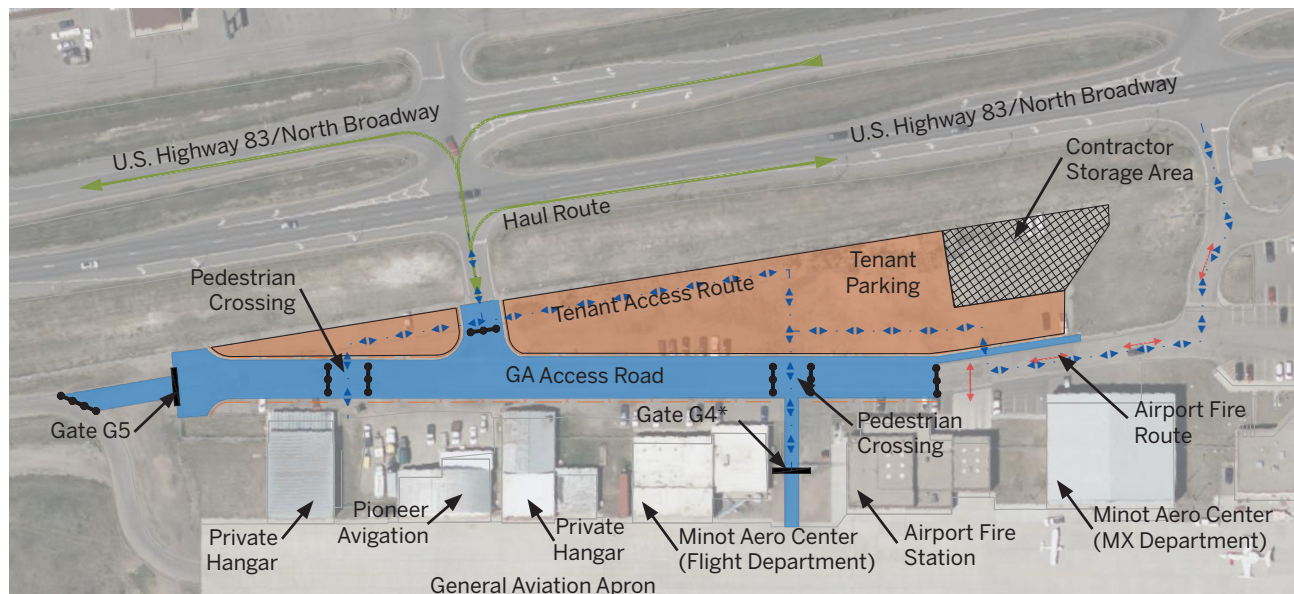 U.S. Highway 83/North Broadway
U.S. Highway 83/North Broadway
Contractor
Storage Area
Haul Route
Pedestrian
Crossing
Tenant Access Route
Tenant
Parking
GA Access Road
Gate G5
Gate G4*
Pedestrian
Crossing
Airport Fire
Route
Private
Hangar
Pioneer
Avigation
Private
Hangar
Minot Aero Center
(Flight Department)
Airport Fire
Station
Minot Aero Center
(MX Department)
General Aviation Apron